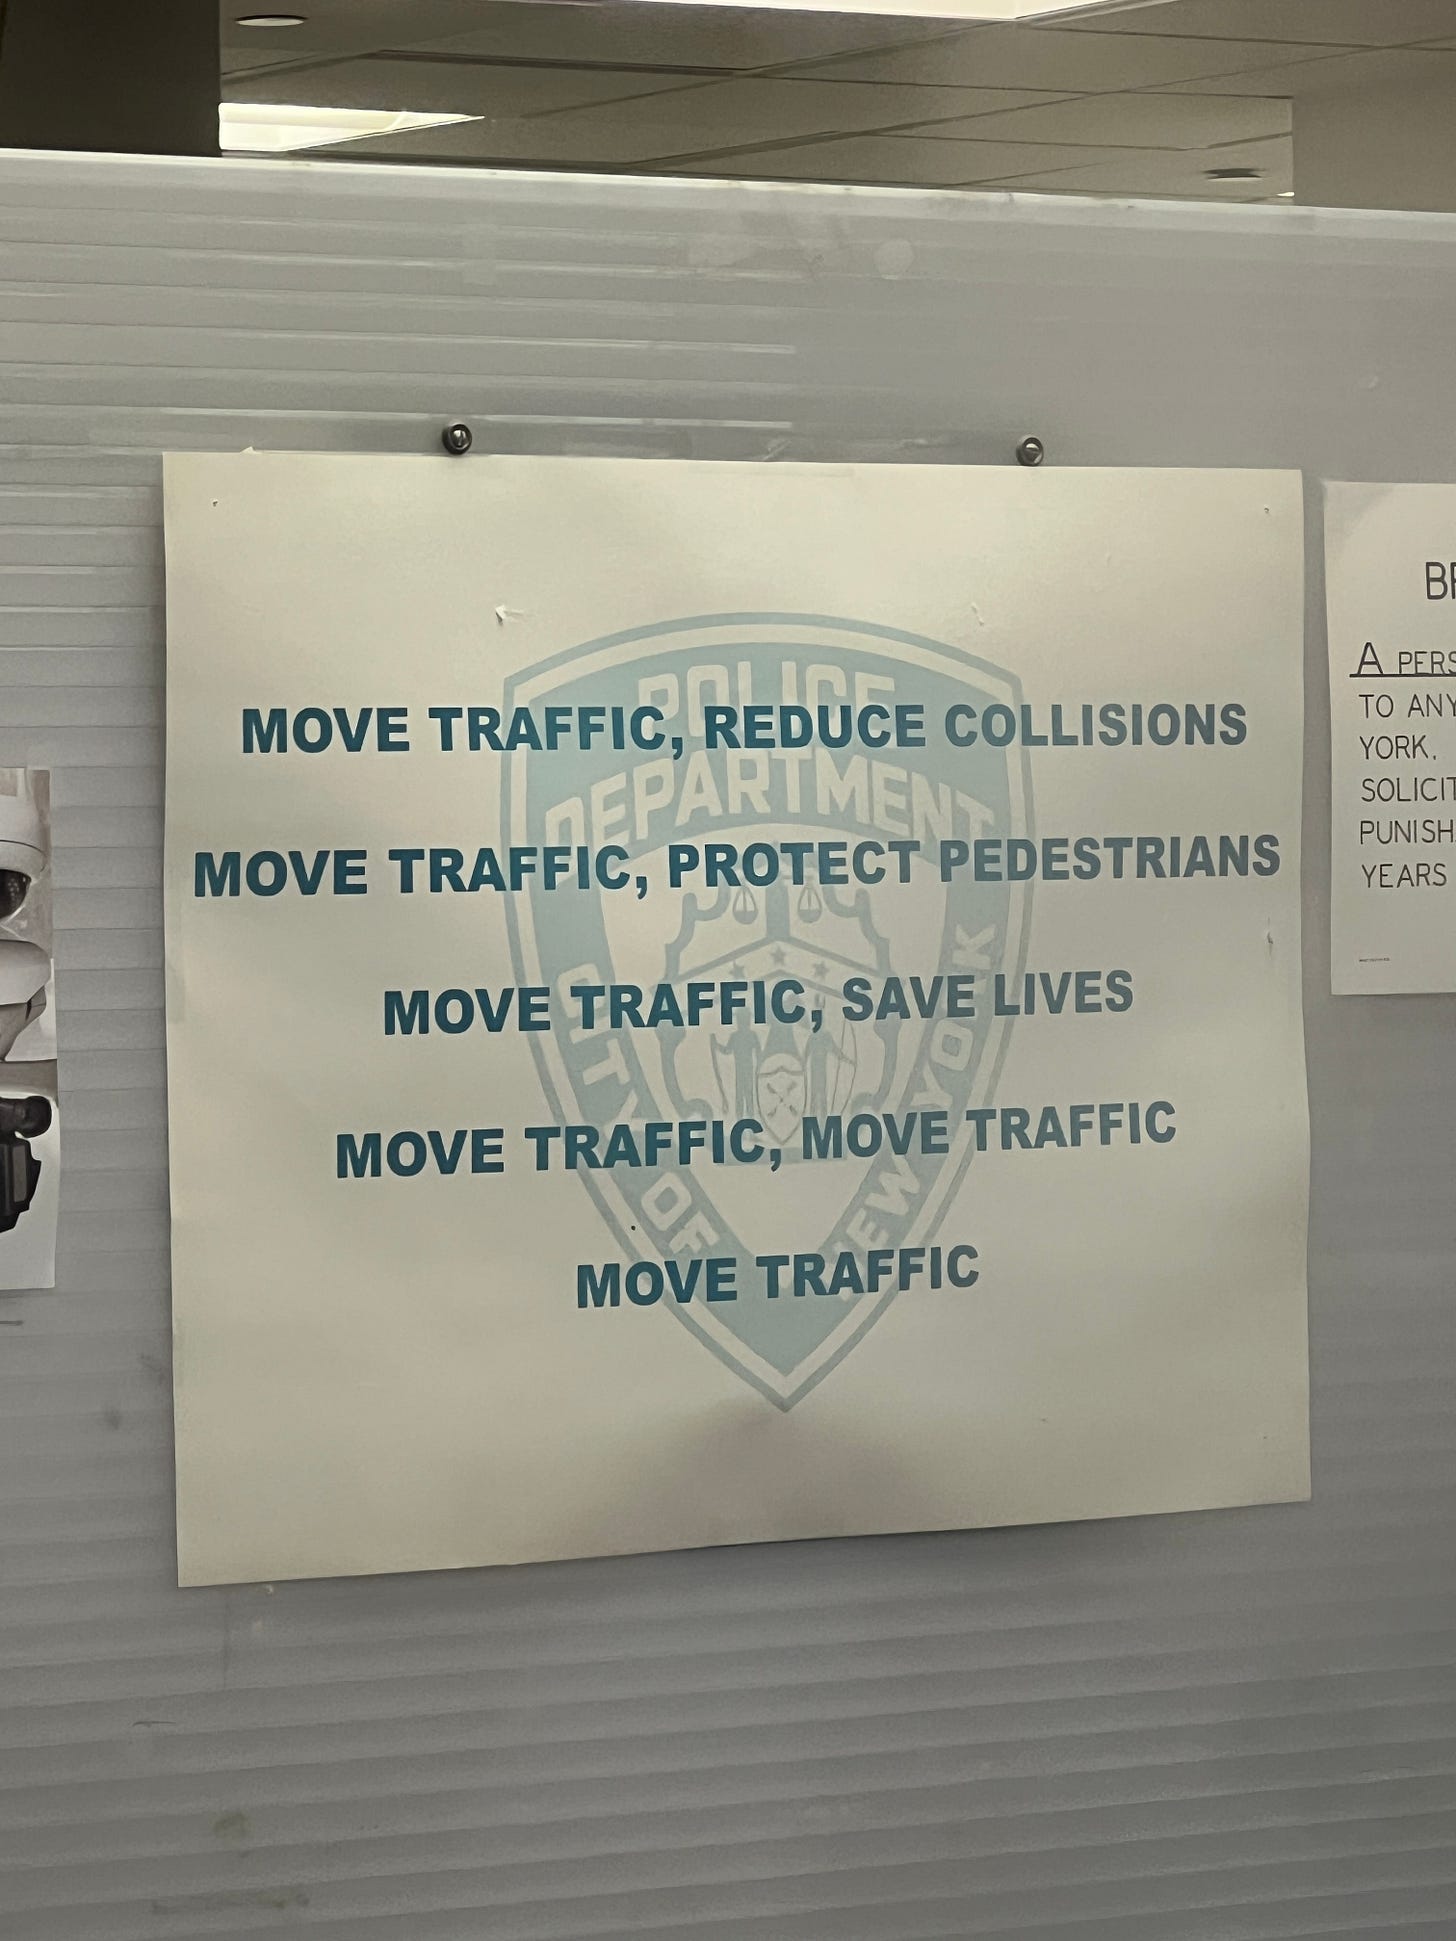 POLICE
DEPARTMENT
CITY OF
NEW YORK
MOVE TRAFFIC, REDUCE COLLISIONS
MOVE TRAFFIC, PROTECT PEDESTRIANS
MOVE TRAFFIC, SAVE LIVES
MOVE TRAFFIC, MOVE TRAFFIC
MOVE TRAFFIC
A PERS
TO ANY
YORK,
SOLICIT
PUNISH
YEARS